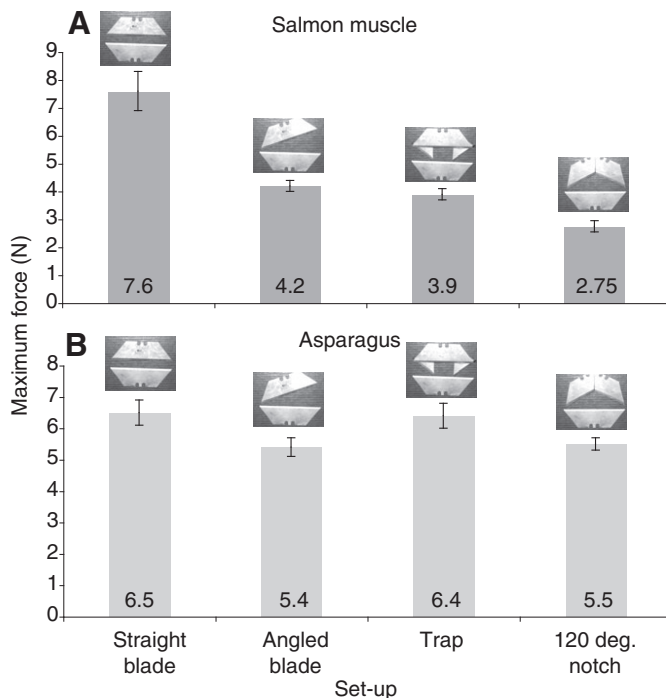 A
Salmon muscle
9
8
7
6
5
4
3
2
1
0
7.6
4.2
3.9
2.75
Maximum force (N)
B
Asparagus
8
7
6
5
4
3
2
1
0
6.5
5.4
6.4
5.5
Straight
blade
Angled
blade
Trap
120 deg.
notch
Set-up